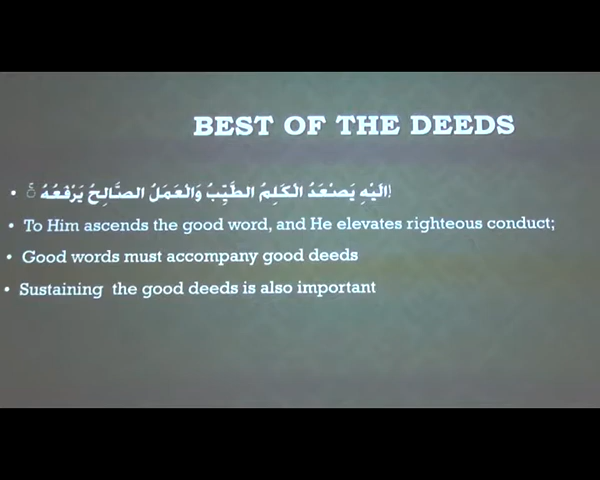 BEST OF THE DEEDS
• اِلَيْهِ يَصْعَدُ الْكَلِمُ الطَّيِّبُ وَالْعَمَلُ الصَّالِحُ يَرْفَعُهُ ۚ
• To Him ascends the good word, and He elevates righteous conduct;
• Good words must accompany good deeds
• Sustaining the good deeds is also important